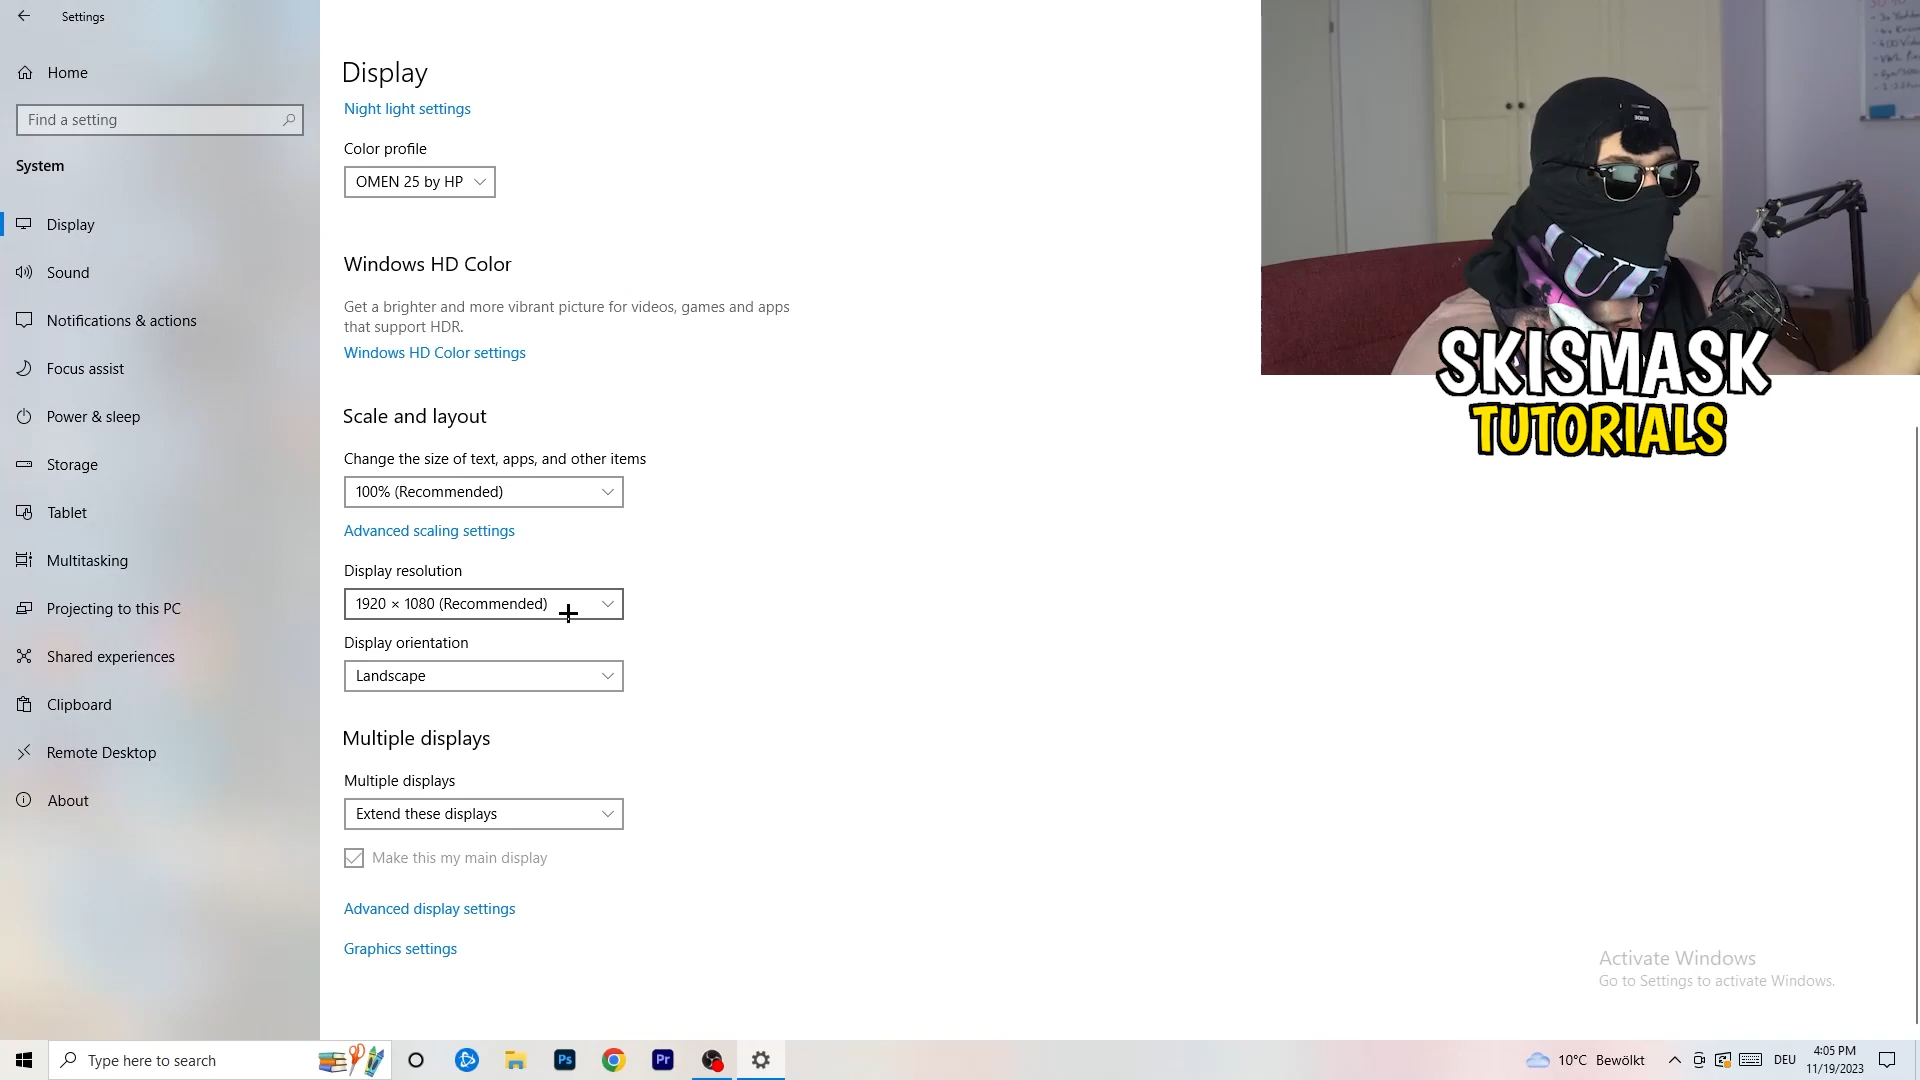 Settings
Home
Find a setting
System
Display
Sound
Notifications & actions
Focus assist
Power & sleep
Storage
Tablet
Multitasking
Projecting to this PC
Shared experiences
Clipboard
Remote Desktop
About
Display
Night light settings
Color profile
OMEN 25 by HP
Windows HD Color
Get a brighter and more vibrant picture for videos, games and apps
that support HDR.
Windows HD Color settings
Scale and layout
Change the size of text, apps, and other items
100% (Recommended)
Advanced scaling settings
Display resolution
1920 × 1080 (Recommended)
Display orientation
Landscape
Multiple displays
Multiple displays
Extend these displays
Make this my main display
Advanced display settings
Graphics settings
SKISMASK
TUTORIALS
Activate Windows
Go to Settings to activate Windows.
Type here to search
Ps
Pr
10°C Bewölkt
DEU
4:05 PM
11/19/2023